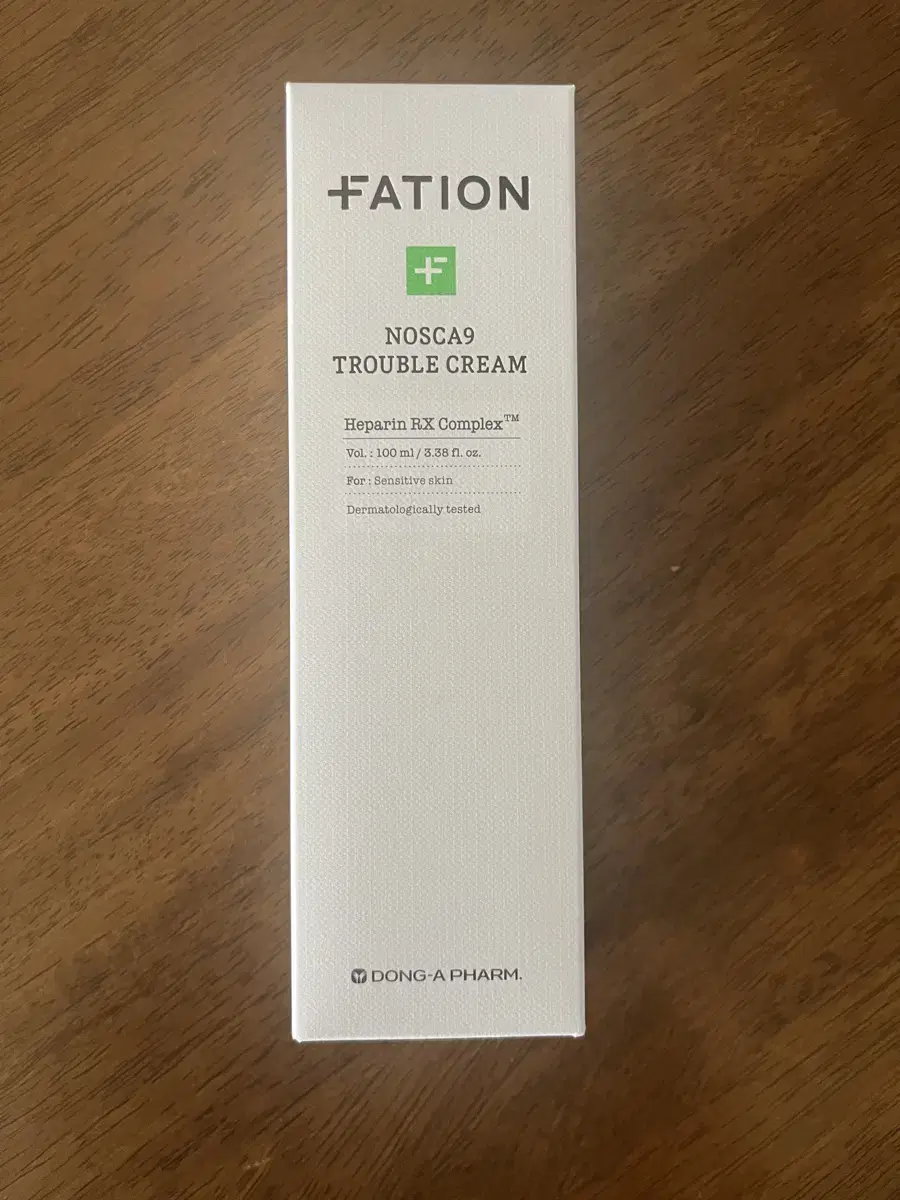 FATION
F
NOSCA9
TROUBLE CREAM
Heparin RX Complex™
Vol. : 100 ml / 3.38 fl. oz.
For : Sensitive skin
Dermatologically tested
DONG-A PHARM.